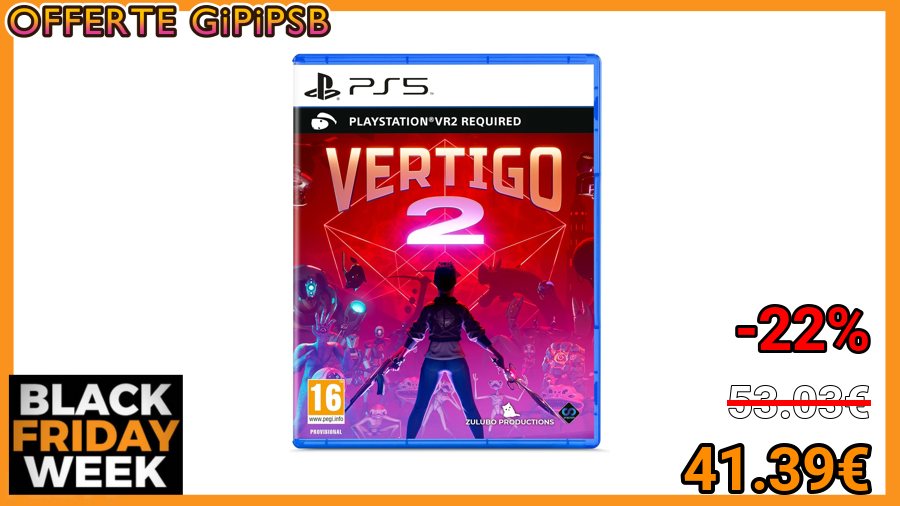 OFFERTE GiPiPSB
PS5
PLAYSTATION®VR2 REQUIRED
VERTIGO
2
16
www.pegi.info
PROVISIONAL
ZULUBO PRODUCTIONS
-22%
53.03€
41.39€
BLACK
FRIDAY
WEEK